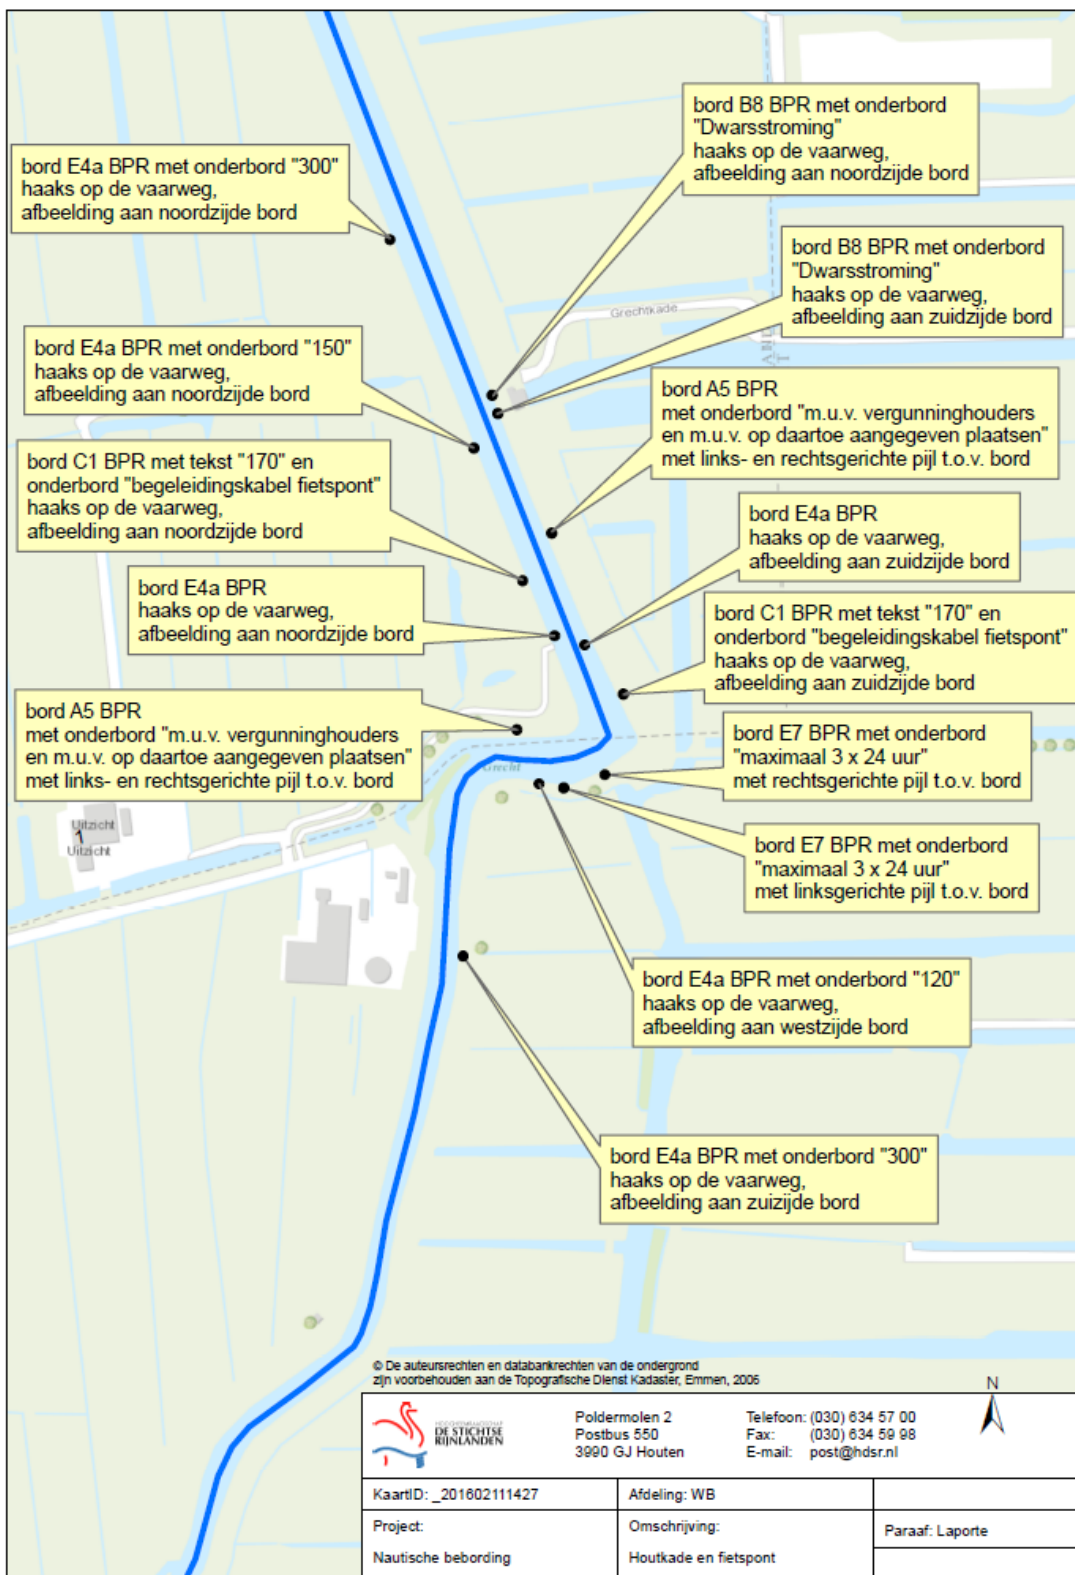 bord B8 BPR met onderbord
"Dwarsstroming"
haaks op de vaarweg,
afbeelding aan noordzijde bord
bord E4a BPR met onderbord "300"
haaks op de vaarweg,
afbeelding aan noordzijde bord
bord B8 BPR met onderbord
"Dwarsstroming"
haaks op de vaarweg,
afbeelding aan zuidzijde bord
Grechtkade
bord E4a BPR met onderbord "150"
haaks op de vaarweg,
afbeelding aan noordzijde bord
bord A5 BPR
met onderbord "m.u.v. vergunninghouders
en m.u.v. op daartoe aangegeven plaatsen"
met links- en rechtsgerichte pijl t.o.v. bord
bord C1 BPR met tekst "170" en
onderbord "begeleidingskabel fietspont"
haaks op de vaarweg,
afbeelding aan noordzijde bord
bord E4a BPR
haaks op de vaarweg,
afbeelding aan zuidzijde bord
bord E4a BPR
haaks op de vaarweg,
afbeelding aan noordzijde bord
bord C1 BPR met tekst "170" en
onderbord "begeleidingskabel fietspont"
haaks op de vaarweg,
afbeelding aan zuidzijde bord
bord A5 BPR
met onderbord "m.u.v. vergunninghouders
en m.u.v. op daartoe aangegeven plaatsen"
met links- en rechtsgerichte pijl t.o.v. bord
bord E7 BPR met onderbord
"maximaal 3 x 24 uur"
met rechtsgerichte pijl t.o.v. bord
Grecht
Uitzicht
1
Uitzicht
bord E7 BPR met onderbord
"maximaal 3 x 24 uur"
met linksgerichte pijl t.o.v. bord
bord E4a BPR met onderbord "120"
haaks op de vaarweg,
afbeelding aan westzijde bord
bord E4a BPR met onderbord "300"
haaks op de vaarweg,
afbeelding aan zuizijde bord
© De auteursrechten en databankrechten van de ondergrond
zijn voorbehouden aan de Topografische Dienst Kadaster, Emmen, 2006
N
HOOGHEEMRAADSCHAP
DE STICHTSE
RIJNLANDEN
Poldermolen 2
Postbus 550
3990 GJ Houten
Telefoon: (030) 634 57 00
Fax: (030) 634 59 98
E-mail: post@hdsr.nl
KaartID: _201602111427
Afdeling: WB
Project:
Nautische bebording
Omschrijving:
Houtkade en fietspont
Paraaf: Laporte